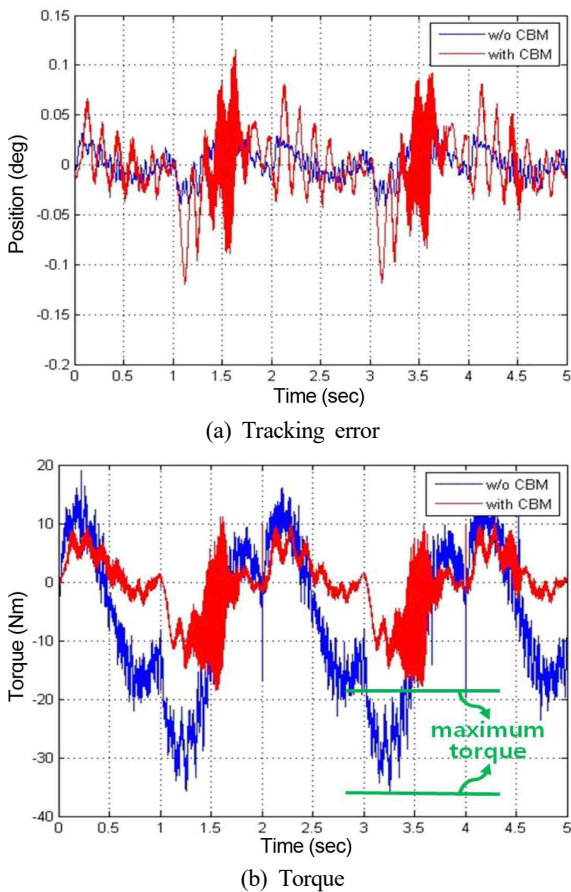 0.15
w/o CBM
with CBM
0.1
0.05
0
-0.05
-0.1
-0.15
-0.2
Position (deg)
0 0.5 1 1.5 2 2.5 3 3.5 4 4.5 5
Time (sec)
(a) Tracking error
20
w/o CBM
with CBM
10
0
-10
-20
-30
-40
Torque (Nm)
maximum
torque
0 0.5 1 1.5 2 2.5 3 3.5 4 4.5 5
Time (sec)
(b) Torque